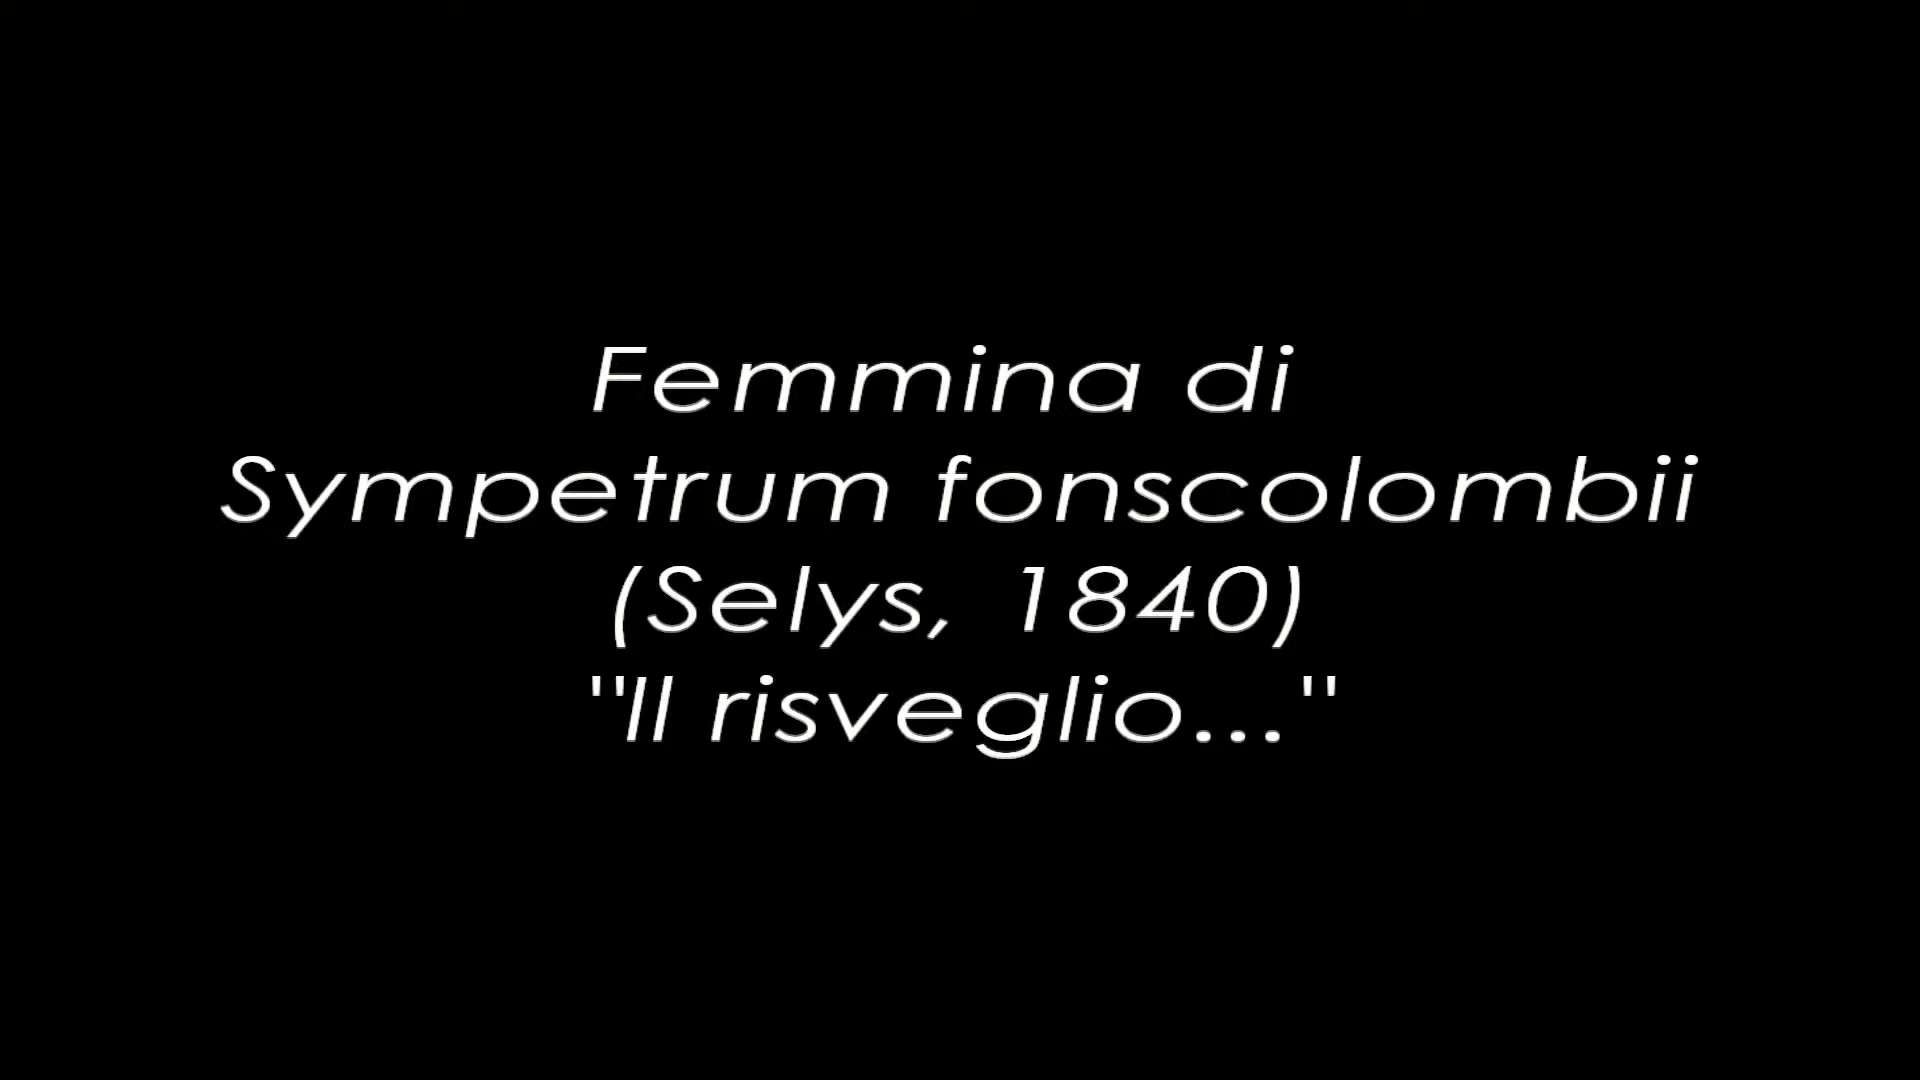 Femmina di
Sympetrum fonscolombii
(Selys, 1840)
"Il risveglio..."